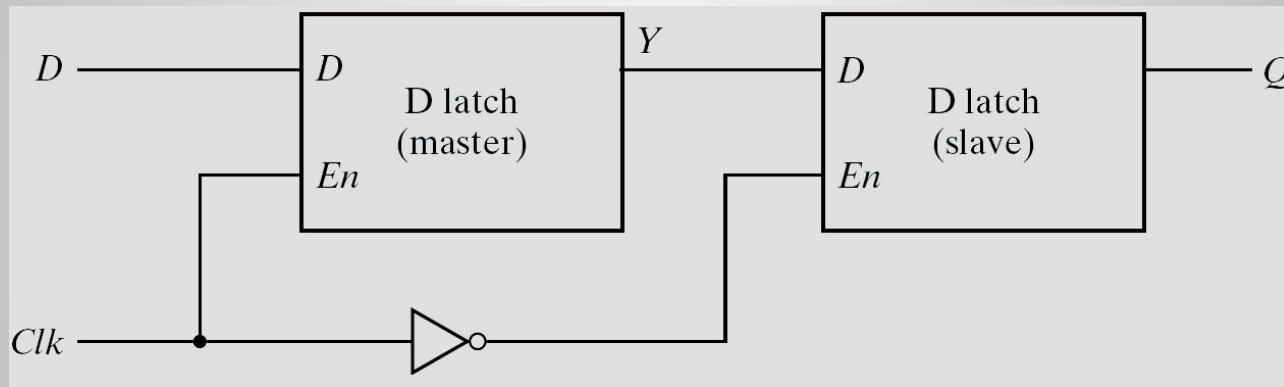 Y
D
D
D
Q
D latch
(master)
D latch
(slave)
En
En
Clk